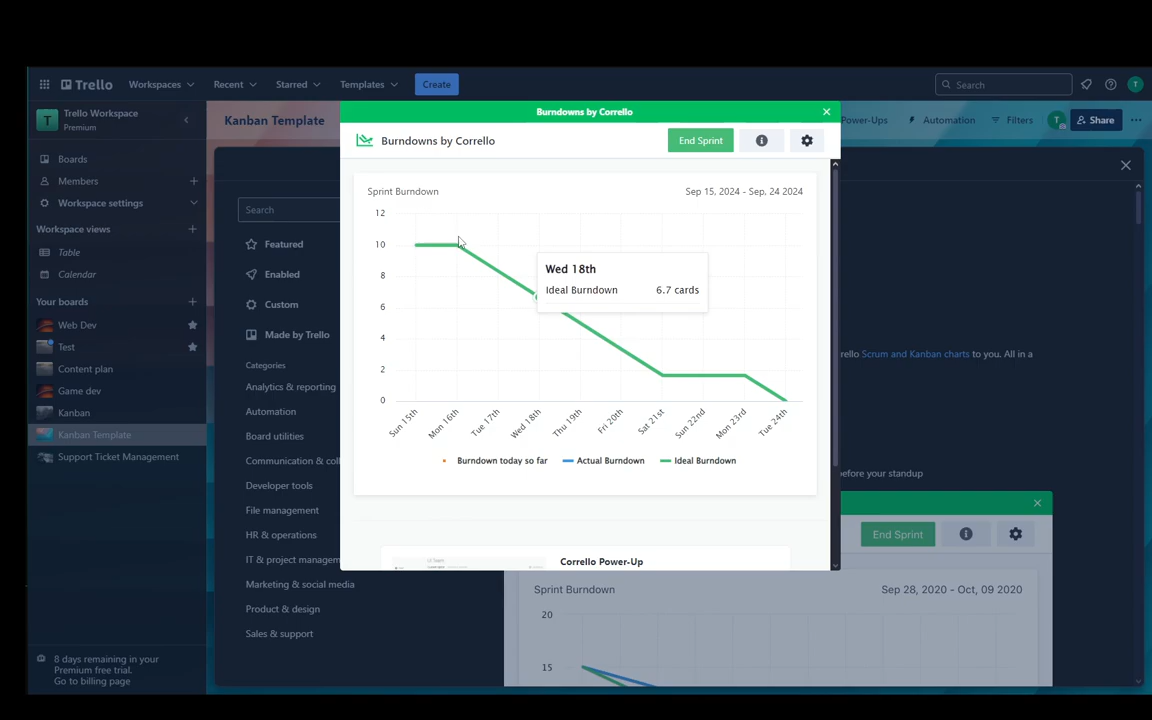 Trello
Workspaces
Recent
Starred
Templates
Create
Search
T
T
Trello Workspace
Premium
Boards
Members
Workspace settings
Workspace views
Table
Calendar
Your boards
Web Dev
Test
Content plan
Game dev
Kanban
Kanban Template
Support Ticket Management
8 days remaining in your
Premium free trial.
Go to billing page
Kanban Template
Power-Ups
Automation
Filters
T
Share
Search
Featured
Enabled
Custom
Made by Trello
Categories
Analytics & reporting
Automation
Board utilities
Communication & coll
Developer tools
File management
HR & operations
IT & project managem
Marketing & social media
Product & design
Sales & support
Burndowns by Corrello
Burndowns by Corrello
End Sprint
Sprint Burndown
Sep 15, 2024 - Sep, 24 2024
12
10
8
6
4
2
0
Wed 18th
Ideal Burndown 6.7 cards
Sun 15th
Mon 16th
Tue 17th
Wed 18th
Thu 19th
Fri 20th
Sat 21st
Sun 22nd
Mon 23rd
Tue 24th
Burndown today so far
Actual Burndown
Ideal Burndown
Corrello Power-Up
rello Scrum and Kanban charts to you. All in a
before your standup
End Sprint
Sprint Burndown
Sep 28, 2020 - Oct, 09 2020
20
15